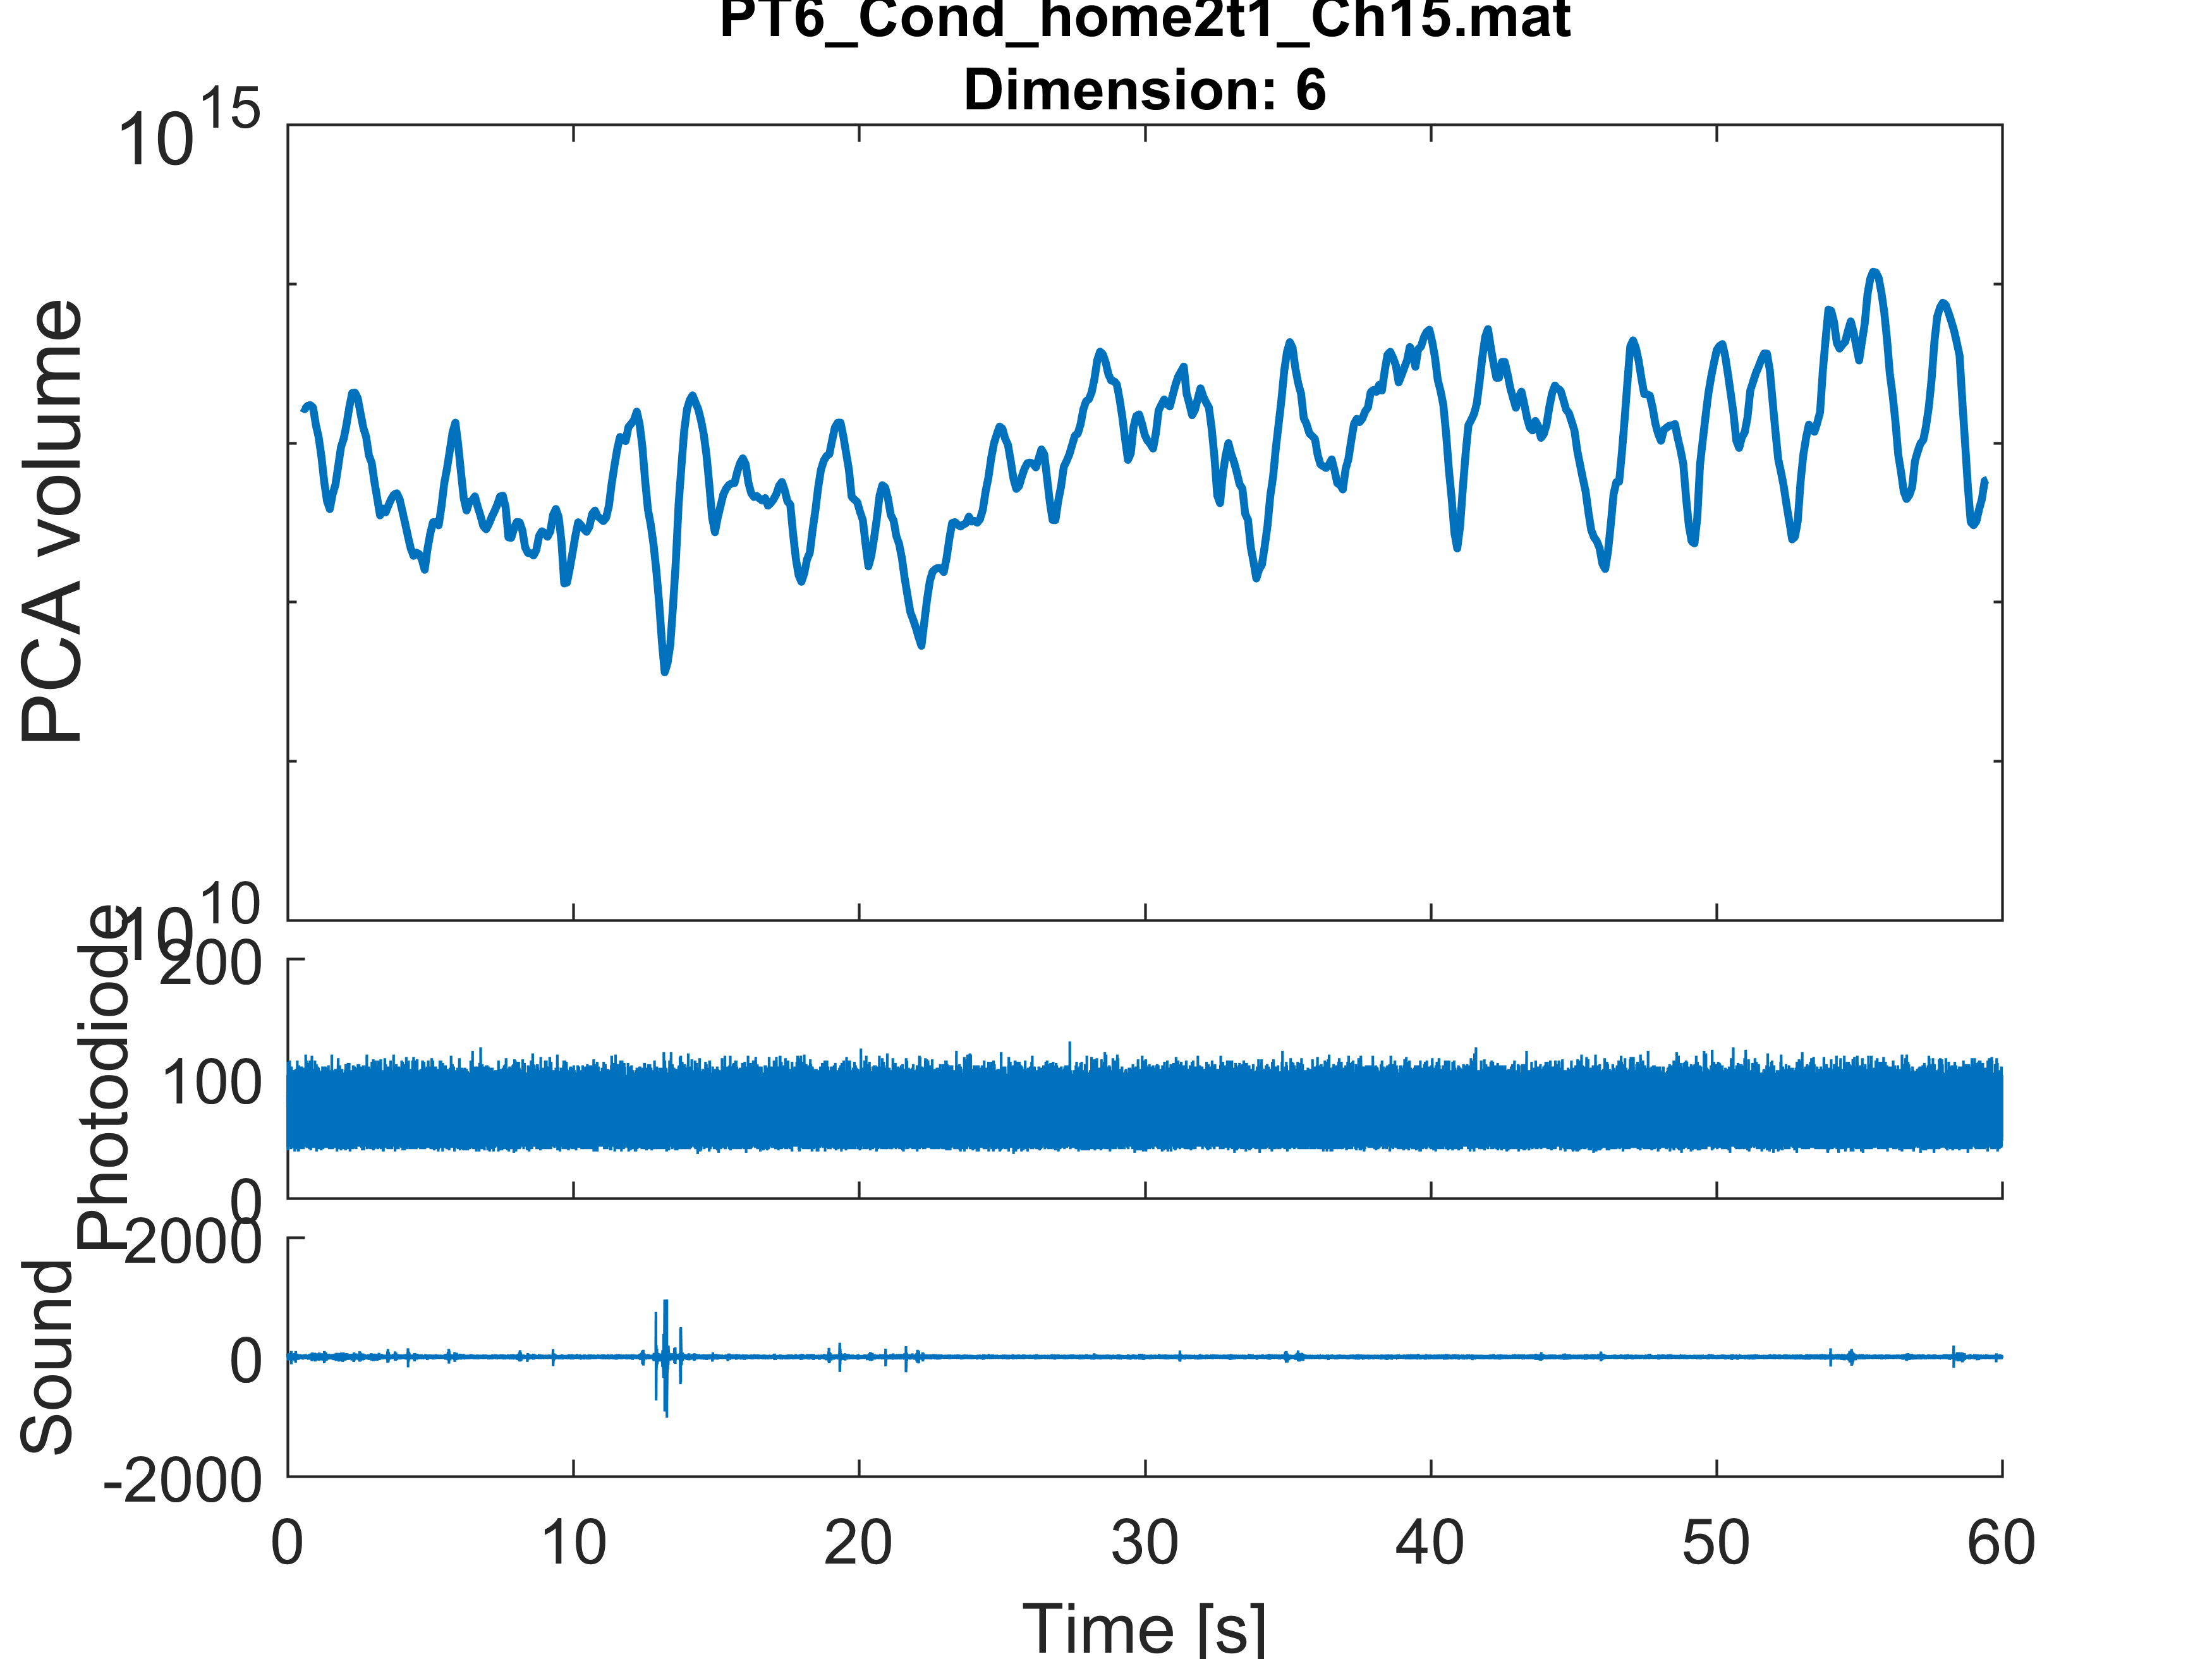 PT6_Cond_home2t1_Ch15.mat
Dimension: 6
10^15
PCA volume
10^10
200
Photodiode
100
0
2000
Sound
0
-2000
0 10 20 30 40 50 60
Time [s]